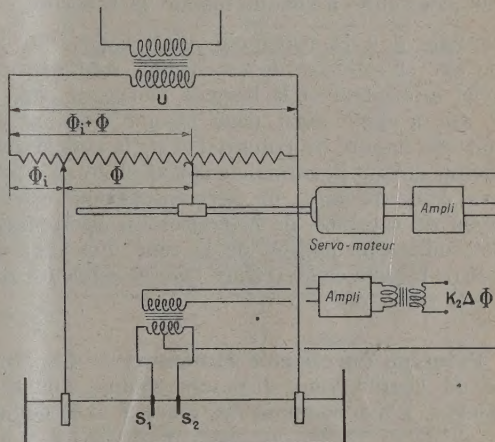 U
Φi+Φ
Φi
Φ
Servo-moteur
Ampli
Ampli
K2ΔΦ
S1
S2